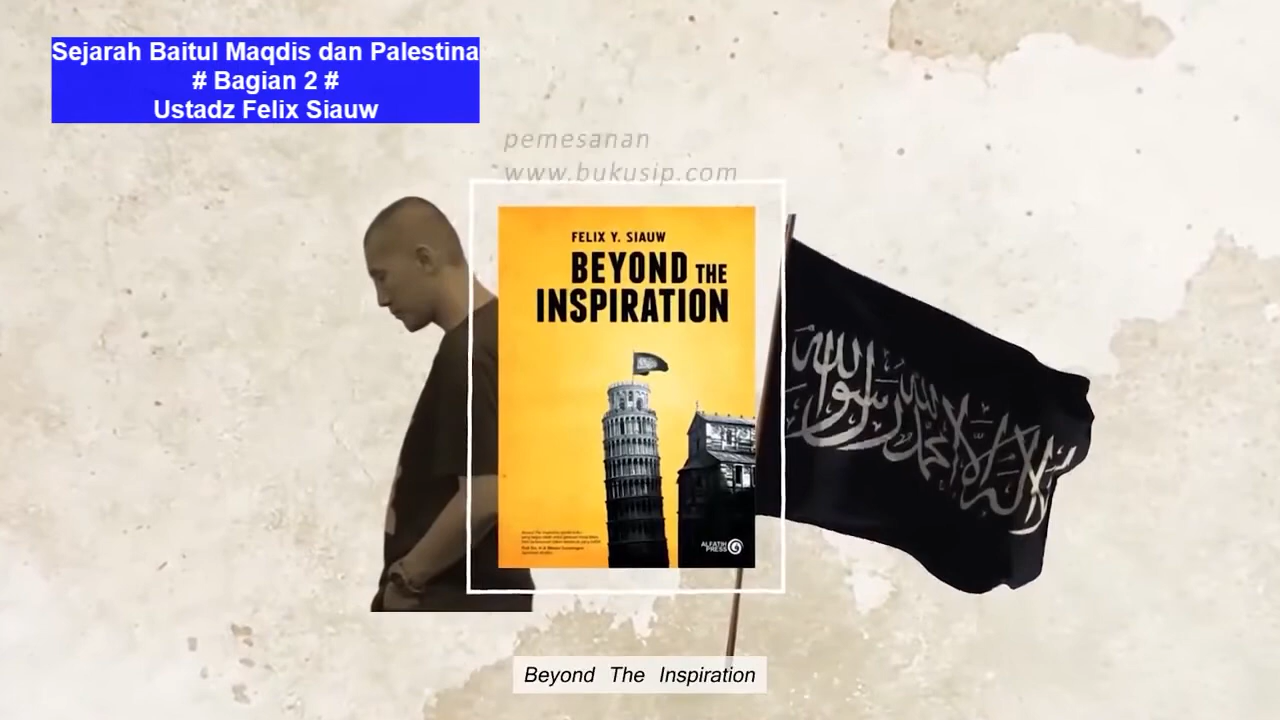 Sejarah Baitul Maqdis dan Palestina
# Bagian 2 #
Ustadz Felix Siauw
pemesanan
www.bukusip.com
FELIX Y. SIAUW
BEYOND THE
INSPIRATION
لا إله إلا الله محمد رسول الله
ALFATIH
PRESS
Beyond The Inspiration